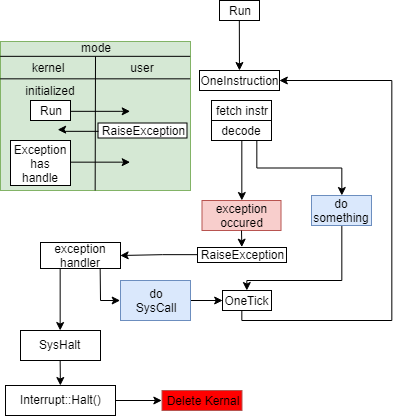 Run
mode
kernel
user
initialized
Run
RaiseException
Exception
has
handle
OneInstruction
fetch instr
decode
exception
occured
do
something
RaiseException
exception
handler
do
SysCall
OneTick
SysHalt
Interrupt::Halt()
Delete Kernal